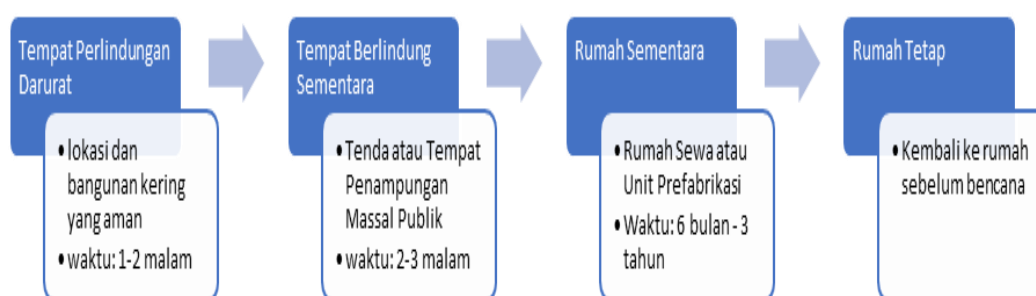 Tempat Perlindungan
Darurat
• lokasi dan
bangunan kering
yang aman
• waktu: 1-2 malam
Tempat Berlindung
Sementara
• Tenda atau Tempat
Penampungan
Massal Publik
• waktu: 2-3 malam
Rumah Sementara
• Rumah Sewa atau
Unit Prefabrikasi
• Waktu: 6 bulan - 3
tahun
Rumah Tetap
• Kembali ke rumah
sebelum bencana